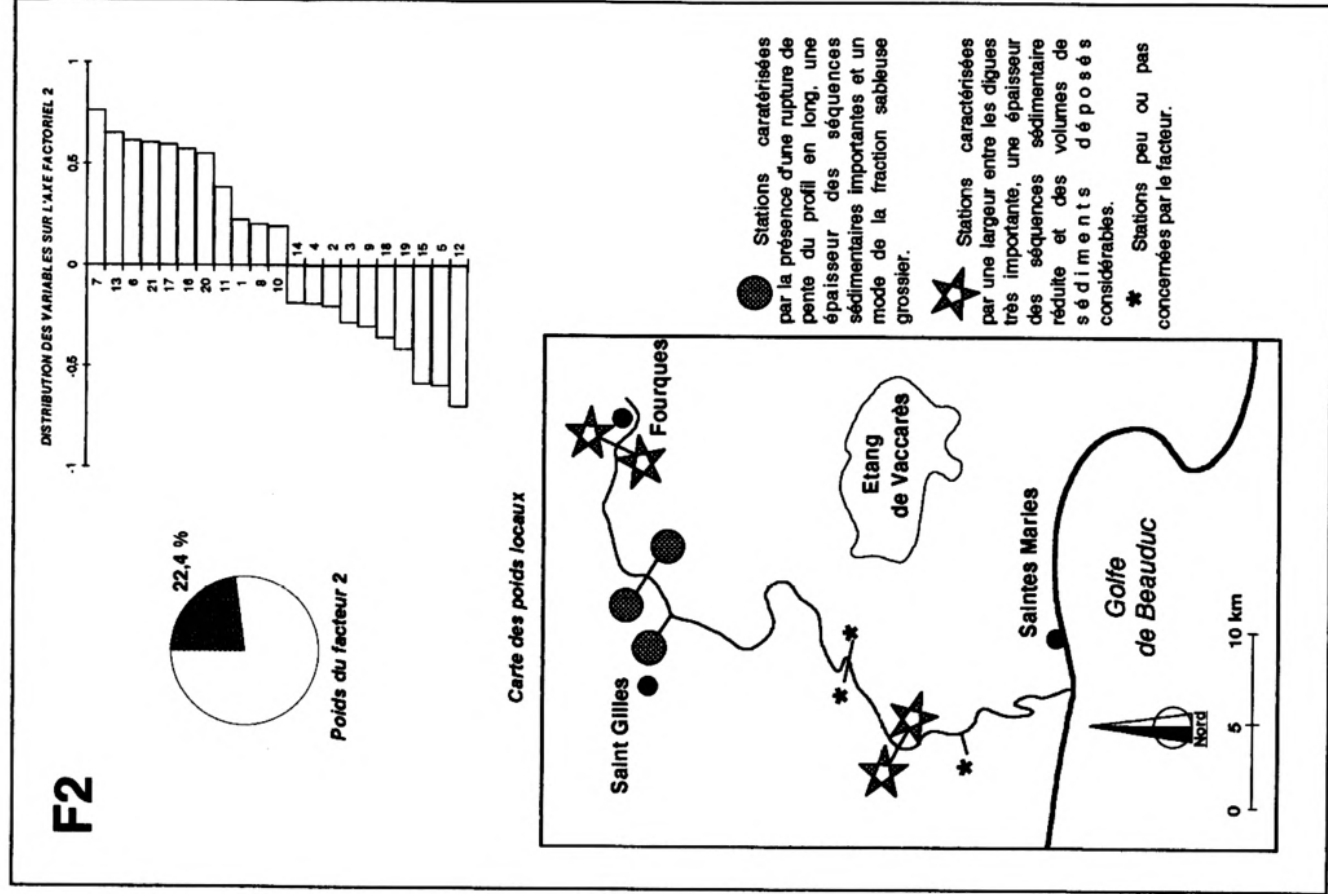 F2
22,4 %
Poids du facteur 2
DISTRIBUTION DES VARIABLES SUR L'AXE FACTORIEL 2
-1
-0.5
0
0.5
1
7
13
6
21
17
16
20
11
1
8
10
14
4
2
3
9
18
19
15
5
12
Carte des poids locaux
Saint Gilles
Fourques
Etang
de Vaccarès
Saintes Maries
Golfe
de Beauduc
Nord
0
5
10 km
Stations caratérisées
par la présence d'une rupture de
pente du profil en long, une
épaisseur des séquences
sédimentaires importantes et un
mode de la fraction sableuse
grossier.
Stations caractérisées
par une largeur entre les digues
très importante, une épaisseur
des séquences sédimentaire
réduite et des volumes de
sédiments déposés
considérables.
* Stations peu ou pas
concernées par le facteur.